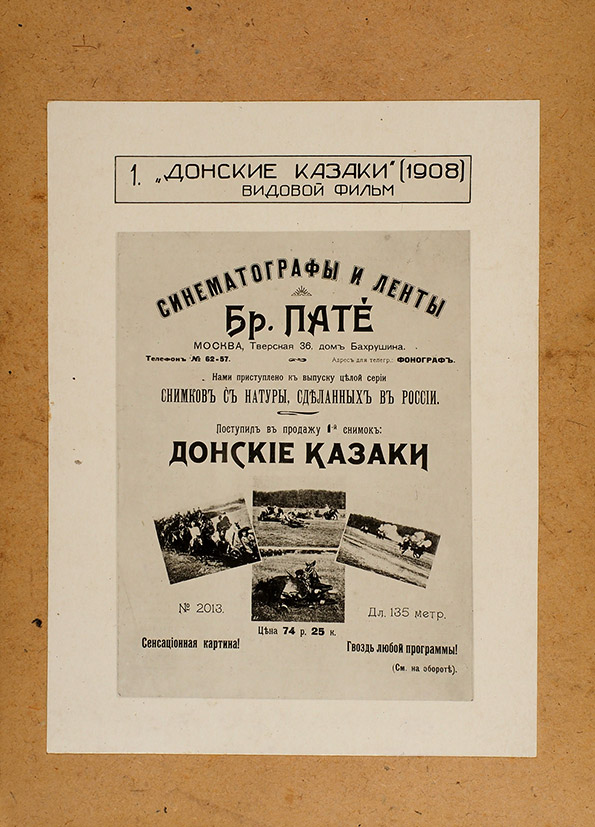 1. „ДОНСКИЕ КАЗАКИ" (1908)
ВИДОВОЙ ФИЛЬМ
СИНЕМАТОГРАФЫ И ЛЕНТЫ
Бр. ПАТÉ
МОСКВА, Тверская 36, домъ Бахрушина.
Телефонъ № 62-57. Адресъ для телегр.: ФОНОГРАФЪ.
Нами приступлено къ выпуску цѣлой серіи
СНИМКОВЪ СЪ НАТУРЫ, СДѢЛАННЫХЪ ВЪ РОССІИ.
Поступилъ въ продажу 1-й снимокъ:
ДОНСКІЕ КАЗАКИ
№ 2013. Дл. 135 метр.
Цѣна 74 р. 25 к.
Сенсаціонная картина! Гвоздь любой программы!
(См. на оборотѣ).